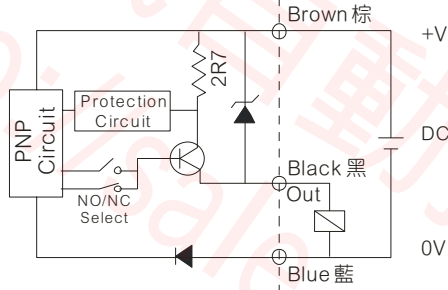 Brown 棕
+V
2R7
Protection
Circuit
PNP
Circuit
DC
Black 黑
Out
NO/NC
Select
0V
Blue 藍